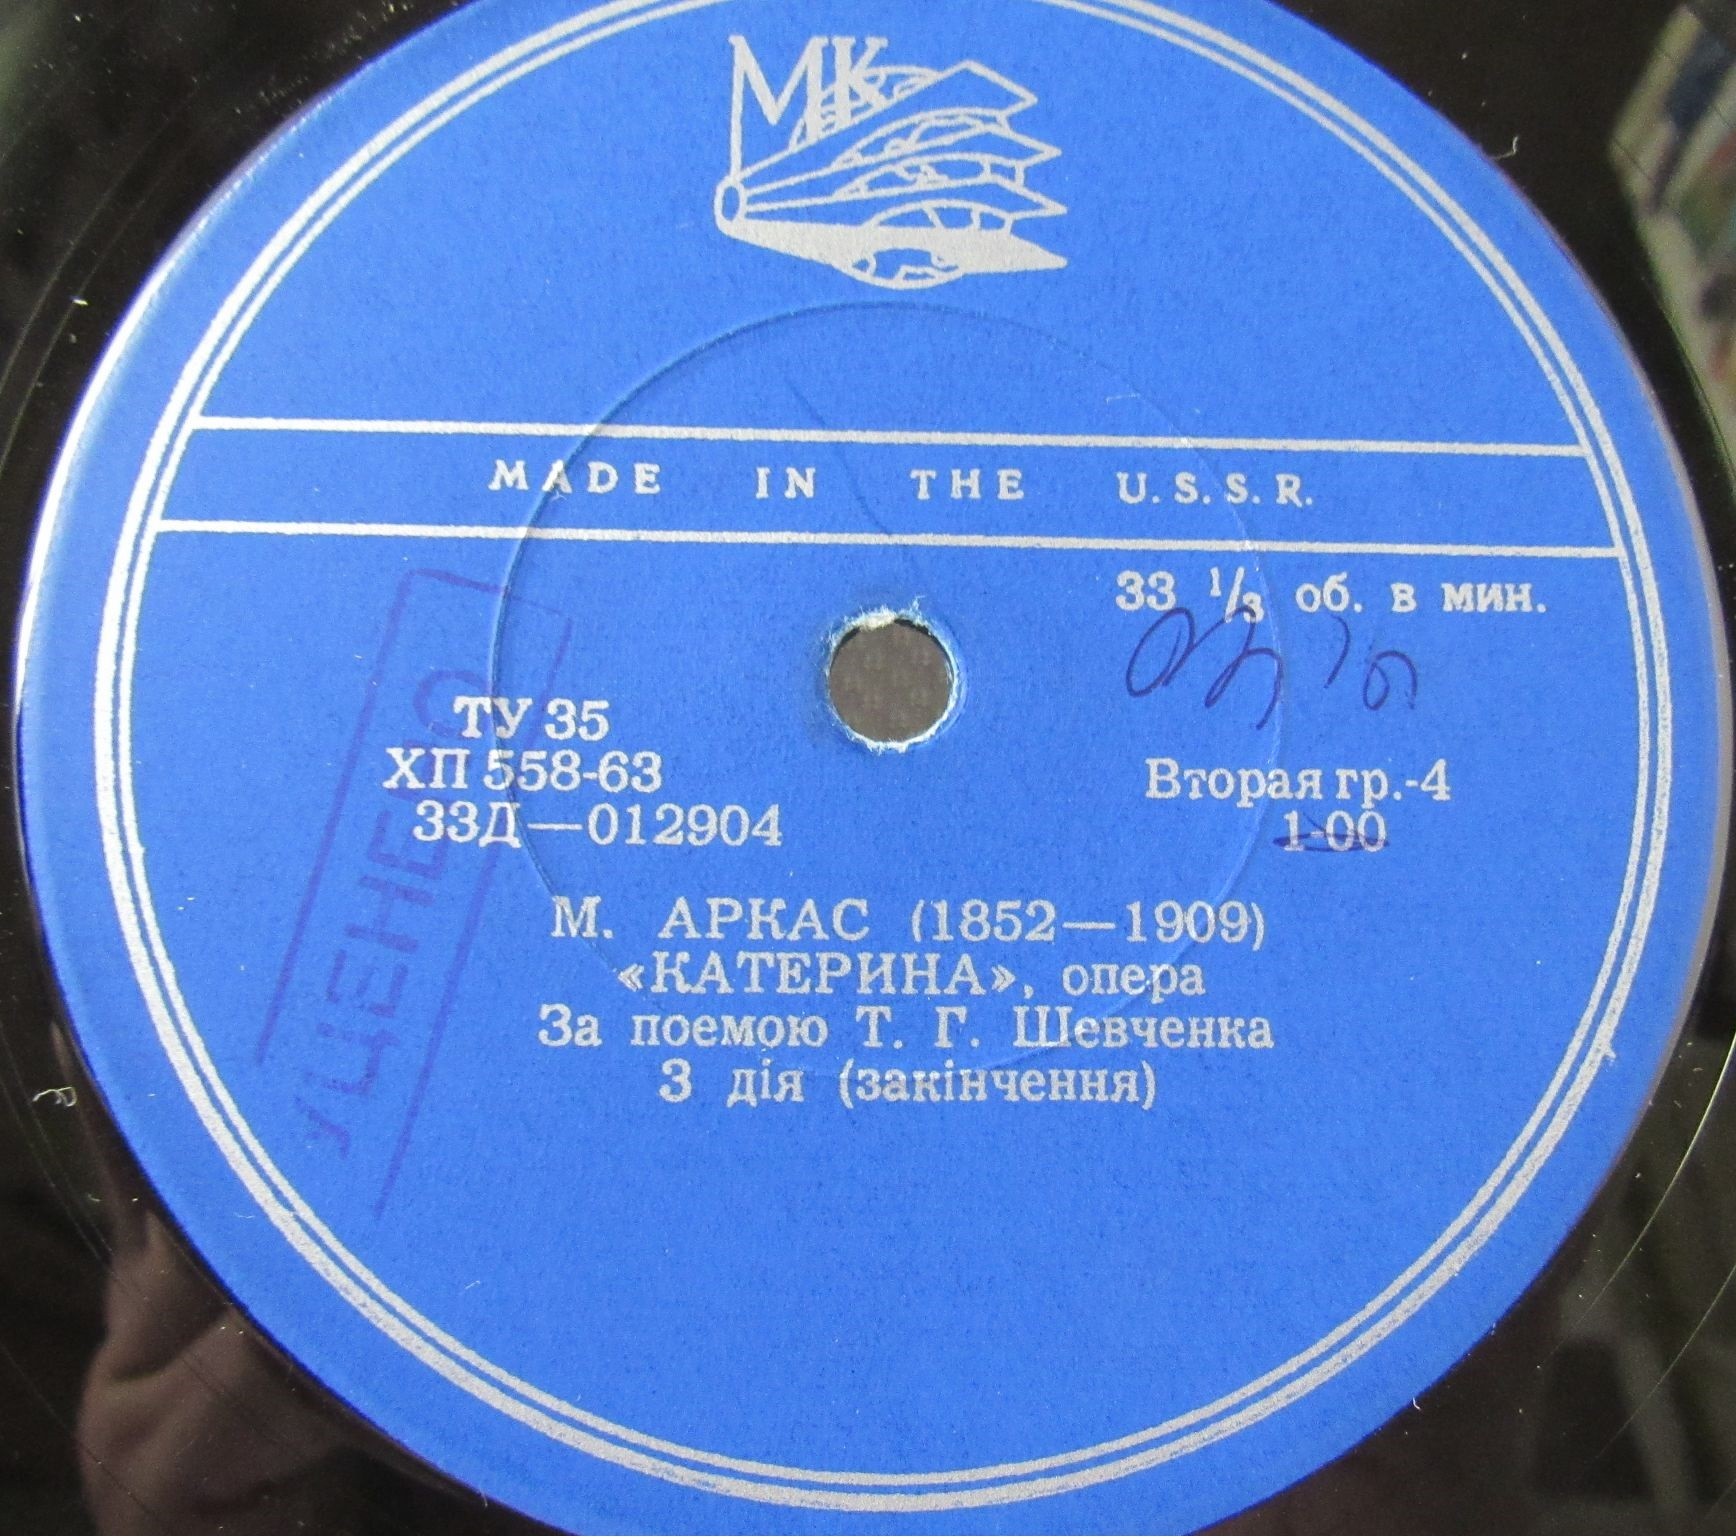 МК
MADE IN THE U.S.S.R.
33 1/3 об. в мин.
ТУ 35
ХП 558-63
33Д—012904
Вторая гр.-4
1-00
УЦЕНЕНО
М. АРКАС (1852—1909)
«КАТЕРИНА», опера
За поемою Т. Г. Шевченка
3 дія (закінчення)